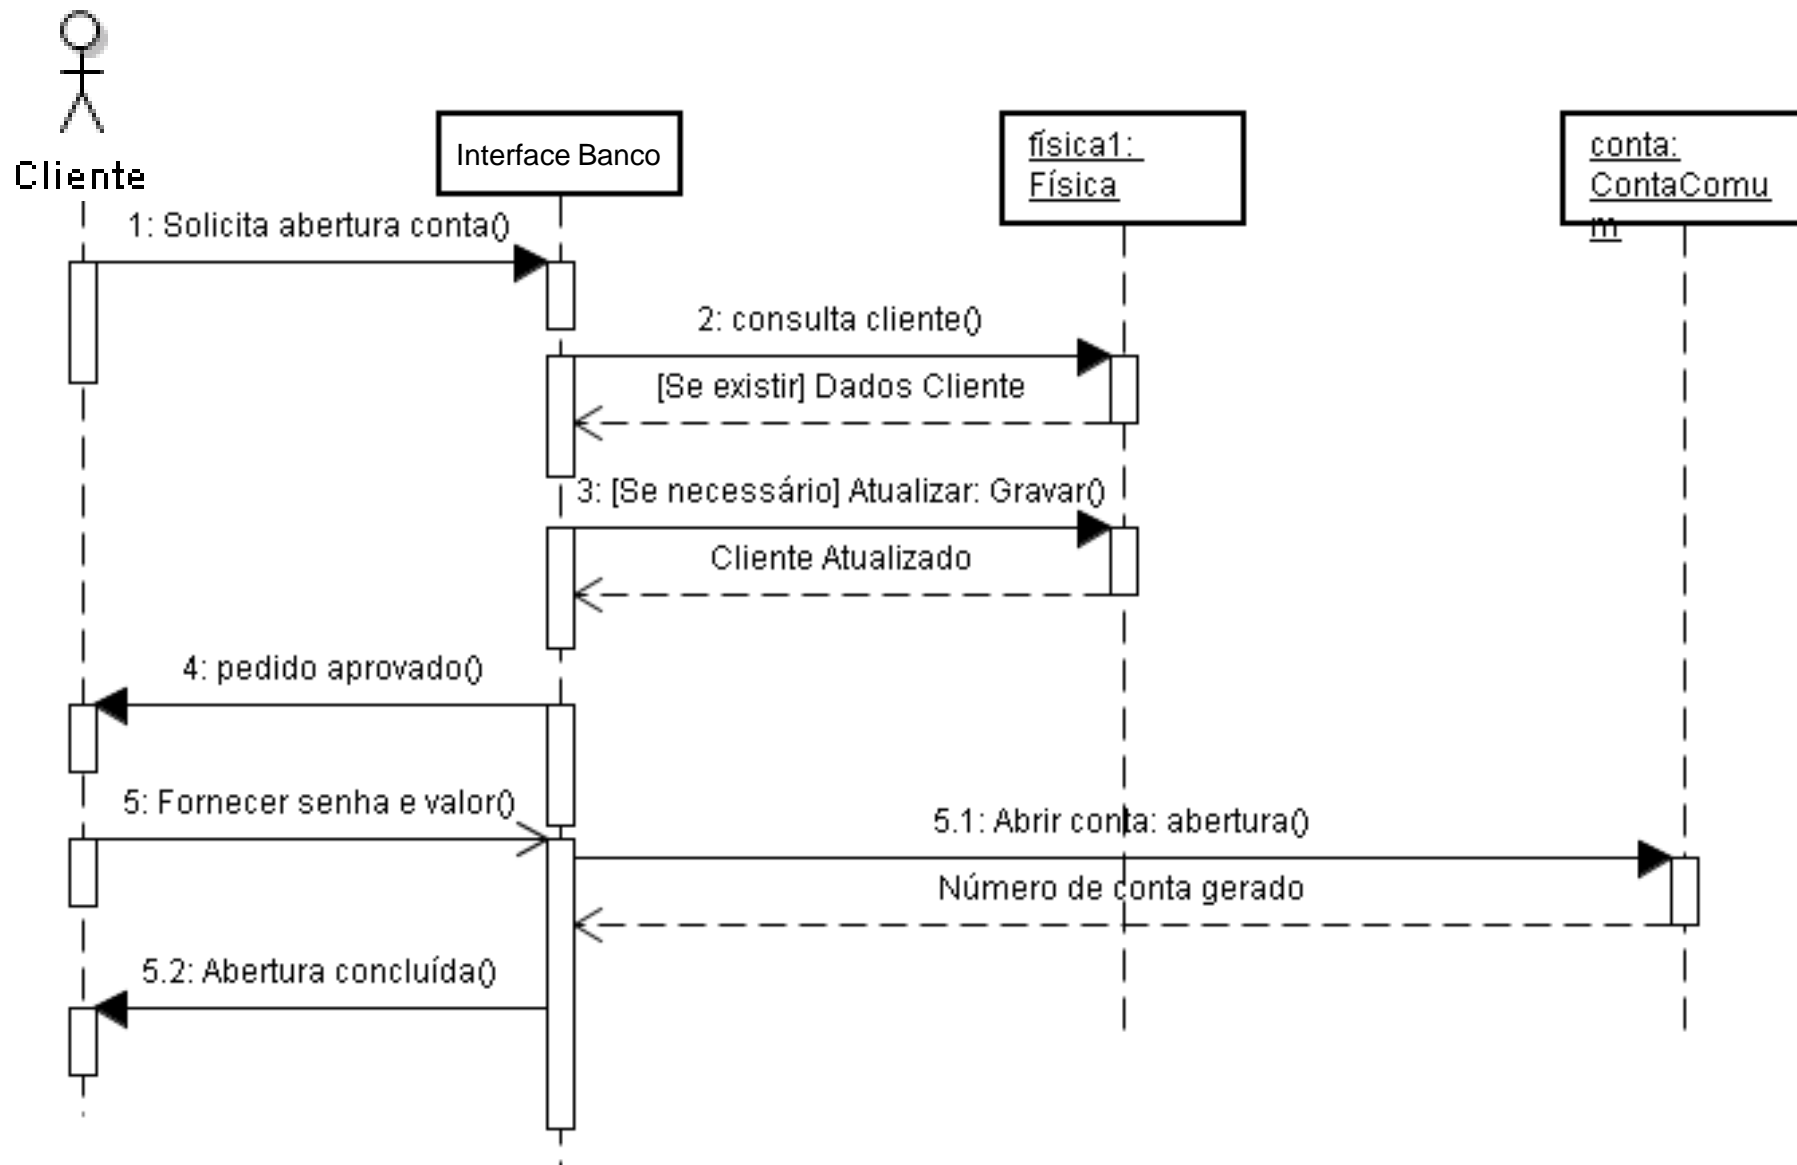 Cliente
Interface Banco
física1:
Física
conta:
ContaComu
m
1: Solicita abertura conta()
2: consulta cliente()
[Se existir] Dados Cliente
3: [Se necessário] Atualizar: Gravar()
Cliente Atualizado
4: pedido aprovado()
5: Fornecer senha e valor()
5.1: Abrir conta: abertura()
Número de conta gerado
5.2: Abertura concluída()